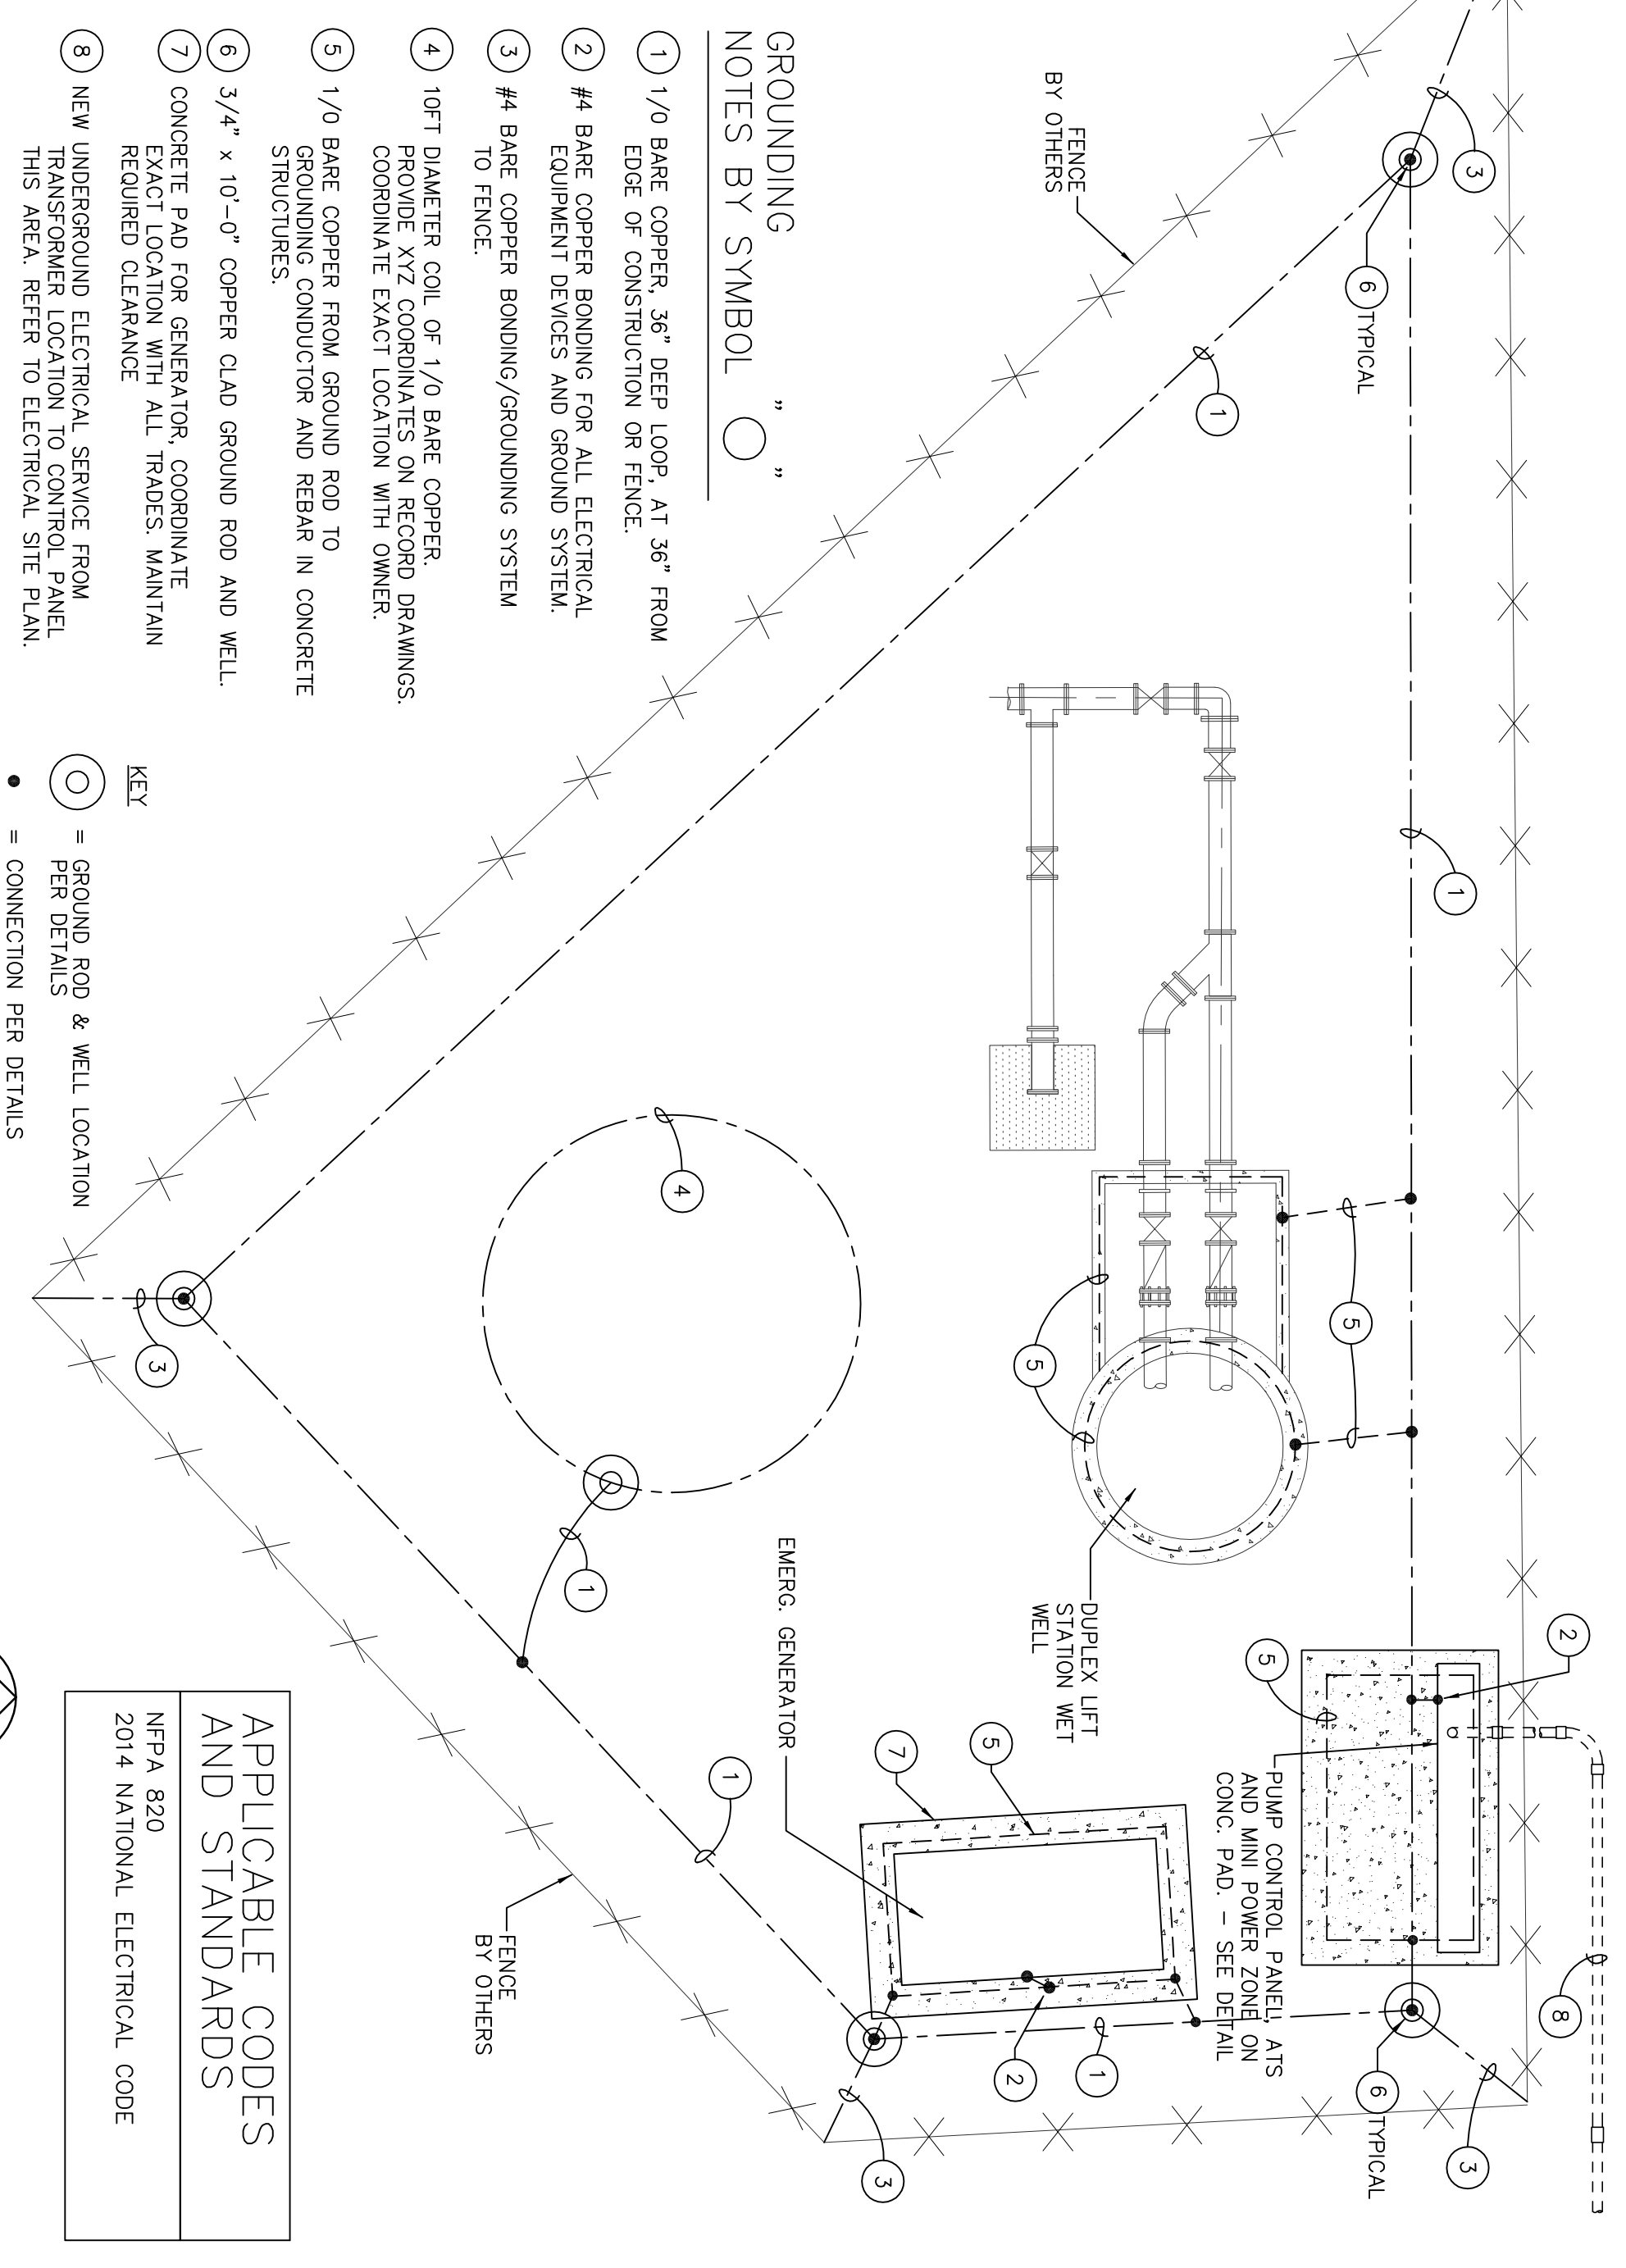 GROUNDING
NOTES BY SYMBOL " "
1 1/0 BARE COPPER, 36" DEEP LOOP, AT 36" FROM
EDGE OF CONSTRUCTION OR FENCE.
2 #4 BARE COPPER BONDING FOR ALL ELECTRICAL
EQUIPMENT DEVICES AND GROUND SYSTEM.
3 #4 BARE COPPER BONDING/GROUNDING SYSTEM
TO FENCE.
4 10FT DIAMETER COIL OF 1/0 BARE COPPER.
PROVIDE XYZ COORDINATES ON RECORD DRAWINGS.
COORDINATE EXACT LOCATION WITH OWNER.
5 1/0 BARE COPPER FROM GROUND ROD TO
GROUNDING CONDUCTOR AND REBAR IN CONCRETE
STRUCTURES.
6 3/4" x 10'-0" COPPER CLAD GROUND ROD AND WELL.
7 CONCRETE PAD FOR GENERATOR, COORDINATE
EXACT LOCATION WITH ALL TRADES. MAINTAIN
REQUIRED CLEARANCE
8 NEW UNDERGROUND ELECTRICAL SERVICE FROM
TRANSFORMER LOCATION TO CONTROL PANEL
THIS AREA. REFER TO ELECTRICAL SITE PLAN.
KEY
= GROUND ROD & WELL LOCATION
PER DETAILS
= CONNECTION PER DETAILS
FENCE
BY OTHERS
3
6 TYPICAL
1
1
4
5
5
3
1
1
DUPLEX LIFT
STATION WET
WELL
EMERG. GENERATOR
2
5
5
7
PUMP CONTROL PANEL, ATS
AND MINI POWER ZONE ON
CONC. PAD. – SEE DETAIL
8
6 TYPICAL
3
1
2
3
FENCE
BY OTHERS
APPLICABLE CODES
AND STANDARDS
NFPA 820
2014 NATIONAL ELECTRICAL CODE